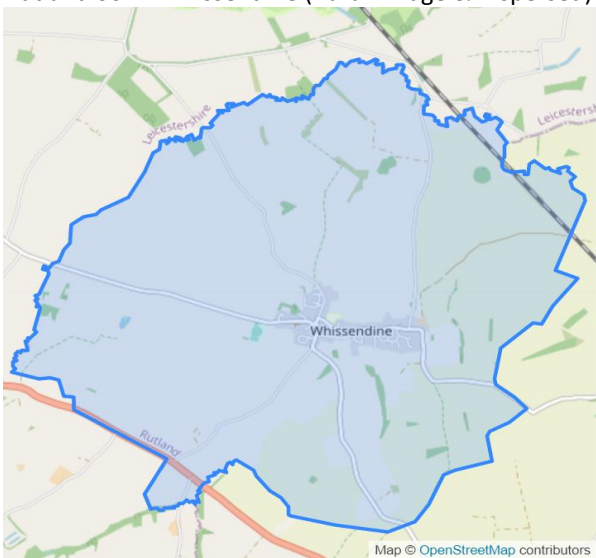 Leicestershire
Leicestersh
Whissendine
Rutland
Map © OpenStreetMap contributors